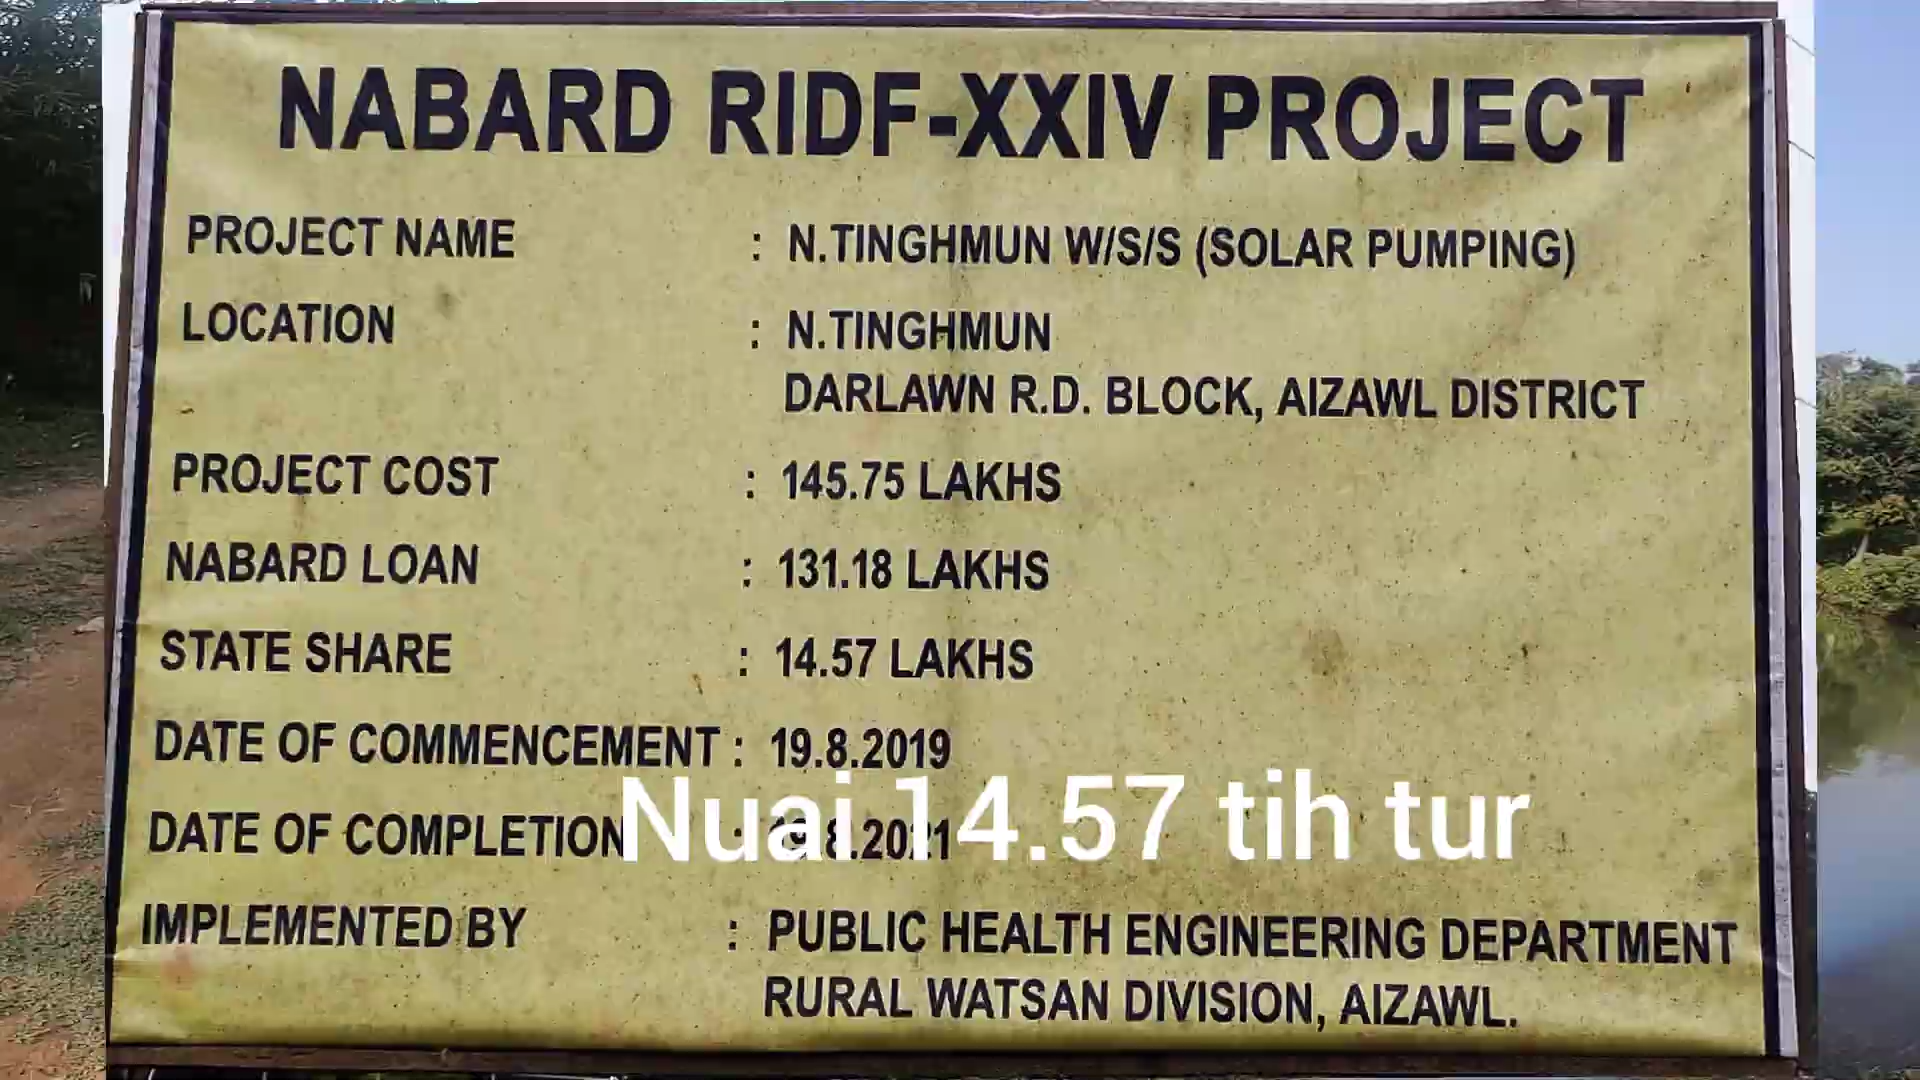 NABARD RIDF-XXIV PROJECT
PROJECT NAME : N.TINGHMUN W/S/S (SOLAR PUMPING)
LOCATION : N.TINGHMUN
DARLAWN R.D. BLOCK, AIZAWL DISTRICT
PROJECT COST : 145.75 LAKHS
NABARD LOAN : 131.18 LAKHS
STATE SHARE : 14.57 LAKHS
DATE OF COMMENCEMENT : 19.8.2019
Nuai 14.57 tih tur
DATE OF COMPLETION : 8.2021
IMPLEMENTED BY : PUBLIC HEALTH ENGINEERING DEPARTMENT
RURAL WATSAN DIVISION, AIZAWL.